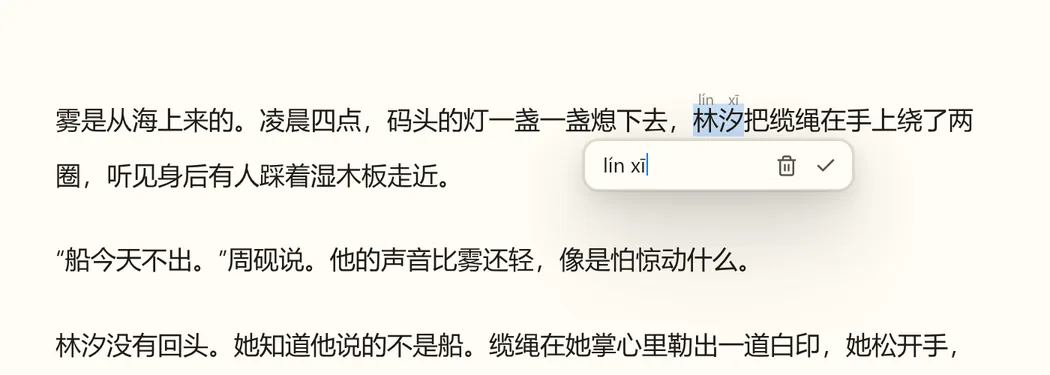 lín xī
雾是从海上来的。凌晨四点，码头的灯一盏一盏熄下去，林汐把缆绳在手上绕了两
圈，听见身后有人踩着湿木板走近。
lín xī
“船今天不出。”周砚说。他的声音比雾还轻，像是怕惊动什么。
林汐没有回头。她知道他说的不是船。缆绳在她掌心里勒出一道白印，她松开手，